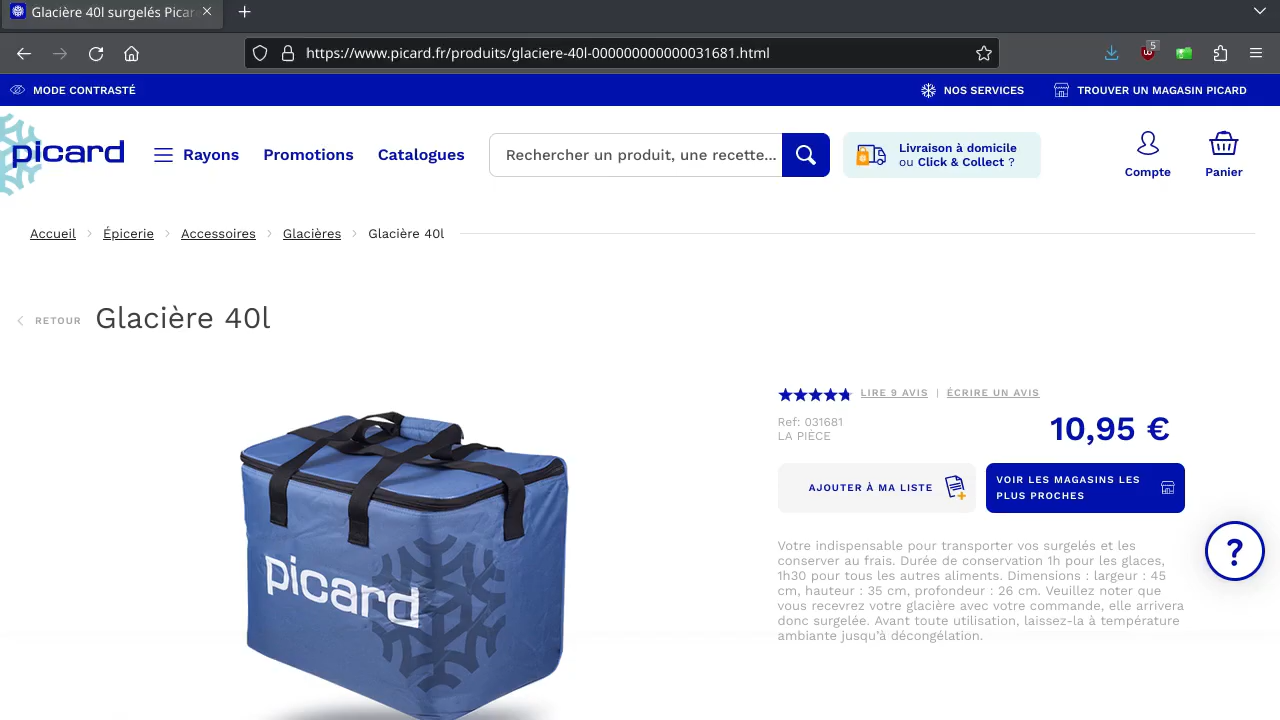 Glacière 40l surgelés Picar
https://www.picard.fr/produits/glaciere-40l-000000000000031681.html
5
MODE CONTRASTÉ
NOS SERVICES
TROUVER UN MAGASIN PICARD
picard
Rayons
Promotions
Catalogues
Rechercher un produit, une recette...
Livraison à domicile
ou Click & Collect ?
Compte
Panier
Accueil
Épicerie
Accessoires
Glacières
Glacière 40l
RETOUR
Glacière 40l
LIRE 9 AVIS | ÉCRIRE UN AVIS
Ref: 031681
LA PIÈCE
10,95 €
AJOUTER À MA LISTE
VOIR LES MAGASINS LES
PLUS PROCHES
Votre indispensable pour transporter vos surgelés et les
conserver au frais. Durée de conservation 1h pour les glaces,
1h30 pour tous les autres aliments. Dimensions : largeur : 45
cm, hauteur : 35 cm, profondeur : 26 cm. Veuillez noter que
vous recevrez votre glacière avec votre commande, elle arrivera
donc surgelée. Avant toute utilisation, laissez-la à température
ambiante jusqu'à décongélation.
?
picard